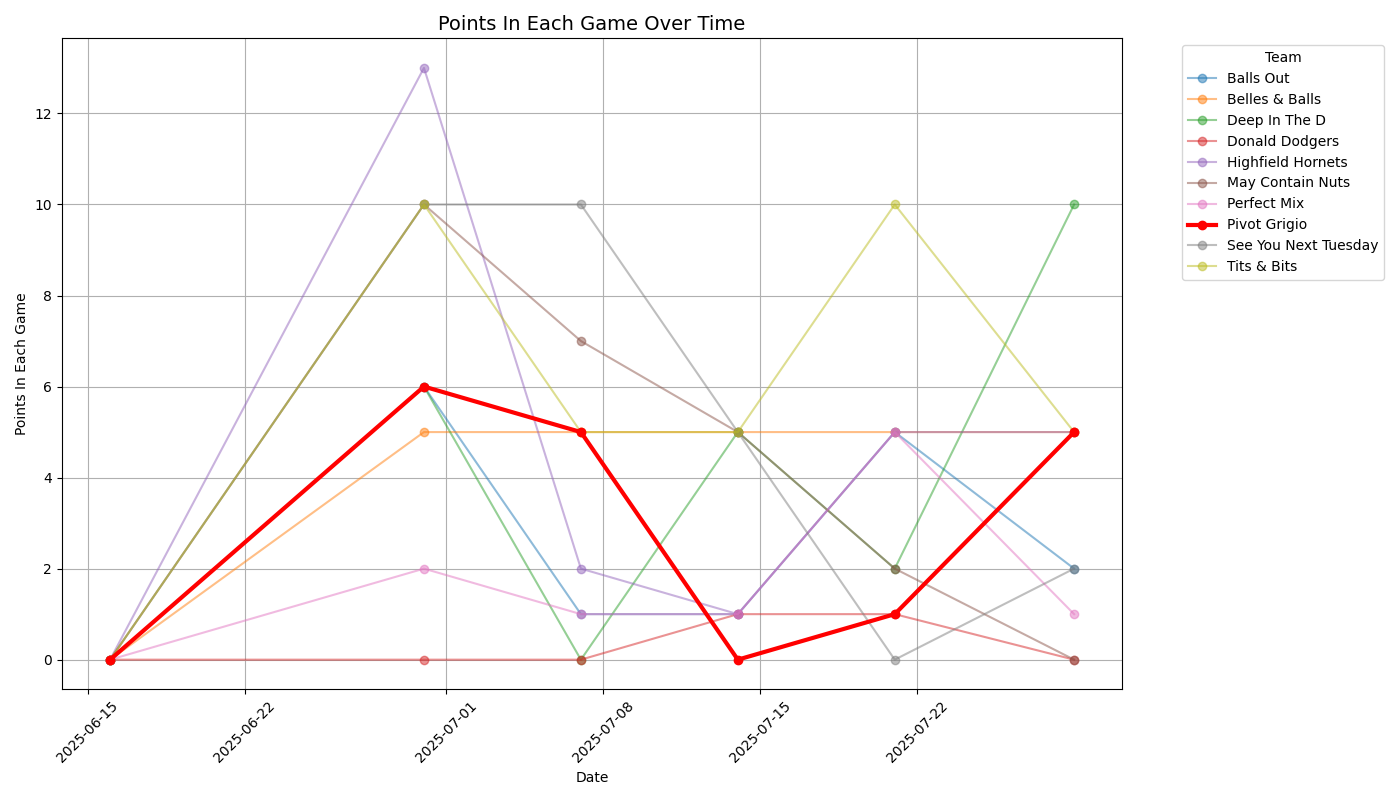 Points In Each Game Over Time
Team
Balls Out
Belles & Balls
Deep In The D
Donald Dodgers
Highfield Hornets
May Contain Nuts
Perfect Mix
Pivot Grigio
See You Next Tuesday
Tits & Bits
Points In Each Game
12
10
8
6
4
2
0
2025-06-15
2025-06-22
2025-07-01
2025-07-08
2025-07-15
2025-07-22
Date